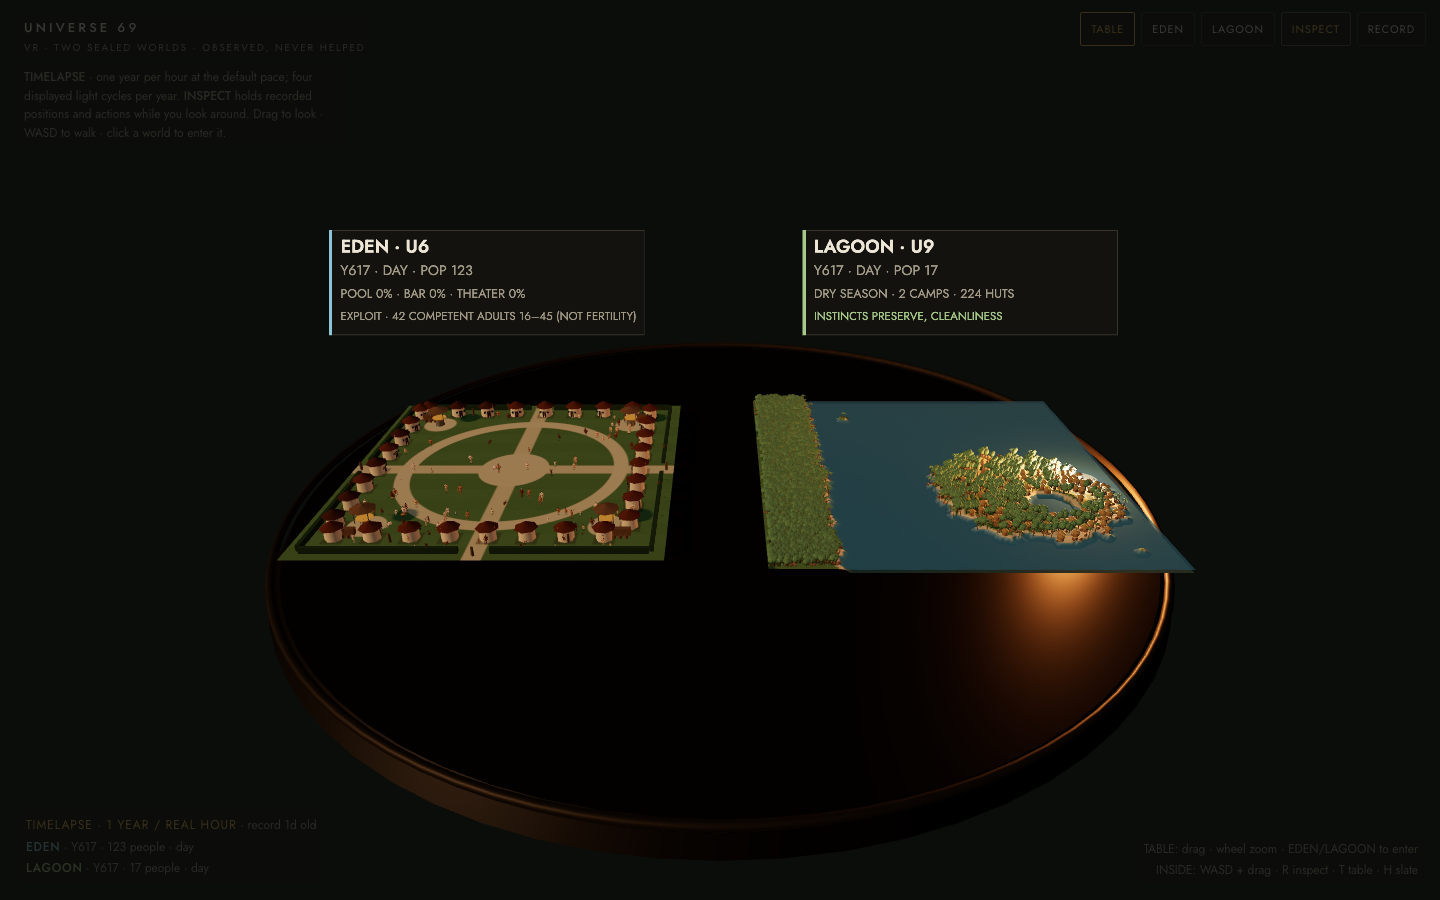 UNIVERSE 69
VR · TWO SEALED WORLDS · OBSERVED, NEVER HELPED
TIMELAPSE · one year per hour at the default pace; four
displayed light cycles per year. INSPECT holds recorded
positions and actions while you look around. Drag to look ·
WASD to walk · click a world to enter it.
TABLE
EDEN
LAGOON
INSPECT
RECORD
EDEN · U6
Y617 · DAY · POP 123
POOL 0% · BAR 0% · THEATER 0%
EXPLOIT · 42 COMPETENT ADULTS 16–45 (NOT FERTILITY)
LAGOON · U9
Y617 · DAY · POP 17
DRY SEASON · 2 CAMPS · 224 HUTS
INSTINCTS PRESERVE, CLEANLINESS
TIMELAPSE · 1 YEAR / REAL HOUR · record 1d old
EDEN · Y617 · 123 people · day
LAGOON · Y617 · 17 people · day
TABLE: drag · wheel zoom · EDEN/LAGOON to enter
INSIDE: WASD + drag · R inspect · T table · H slate